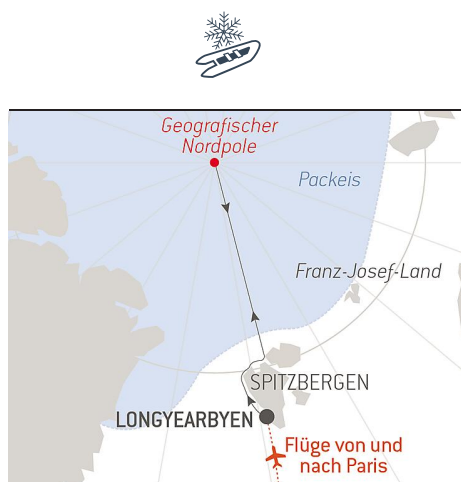 Geografischer
Nordpole
Packeis
Franz-Josef-Land
SPITZBERGEN
LONGYEARBYEN
Flüge von und
nach Paris